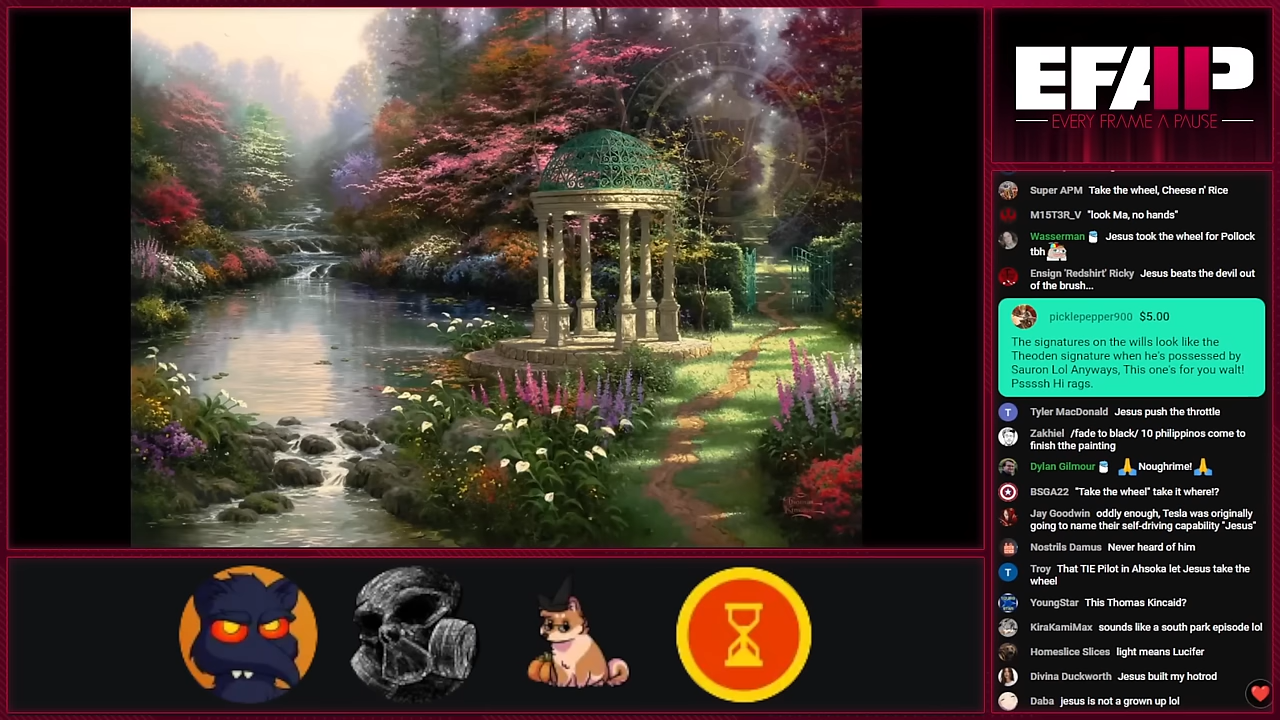 EFAP
EVERY FRAME A PAUSE
Super APM Take the wheel, Cheese n' Rice
M15T3R_V "look Ma, no hands"
Wasserman Jesus took the wheel for Pollock
tbh
Ensign 'Redshirt' Ricky Jesus beats the devil out
of the brush...
picklepepper900 $5.00
The signatures on the wills look like the
Theoden signature when he's possessed by
Sauron Lol Anyways, This one's for you walt!
Pssssh Hi rags.
T Tyler MacDonald Jesus push the throttle
Zakhiel /fade to black/ 10 philippinos come to
finish tthe painting
Dylan Gilmour 🙏 Noughrime! 🙏
BSGA22 "Take the wheel" take it where!?
Jay Goodwin oddly enough, Tesla was originally
going to name their self-driving capability "Jesus"
Nostrils Damus Never heard of him
T Troy That TIE Pilot in Ahsoka let Jesus take the
wheel
YoungStar This Thomas Kincaid?
KiraKamiMax sounds like a south park episode lol
Homeslice Slices light means Lucifer
Divina Duckworth Jesus built my hotrod
Daba jesus is not a grown up lol